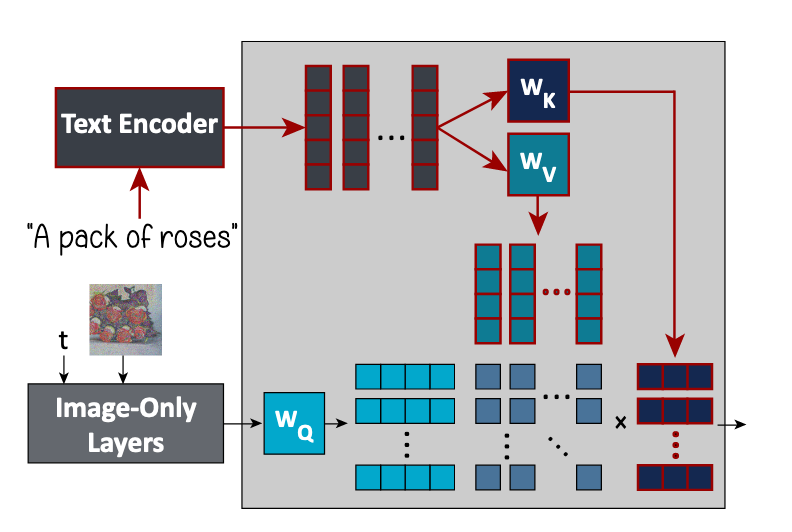 Text Encoder
"A pack of roses"
t
Image-Only
Layers
W_K
W_V
W_Q
...
×